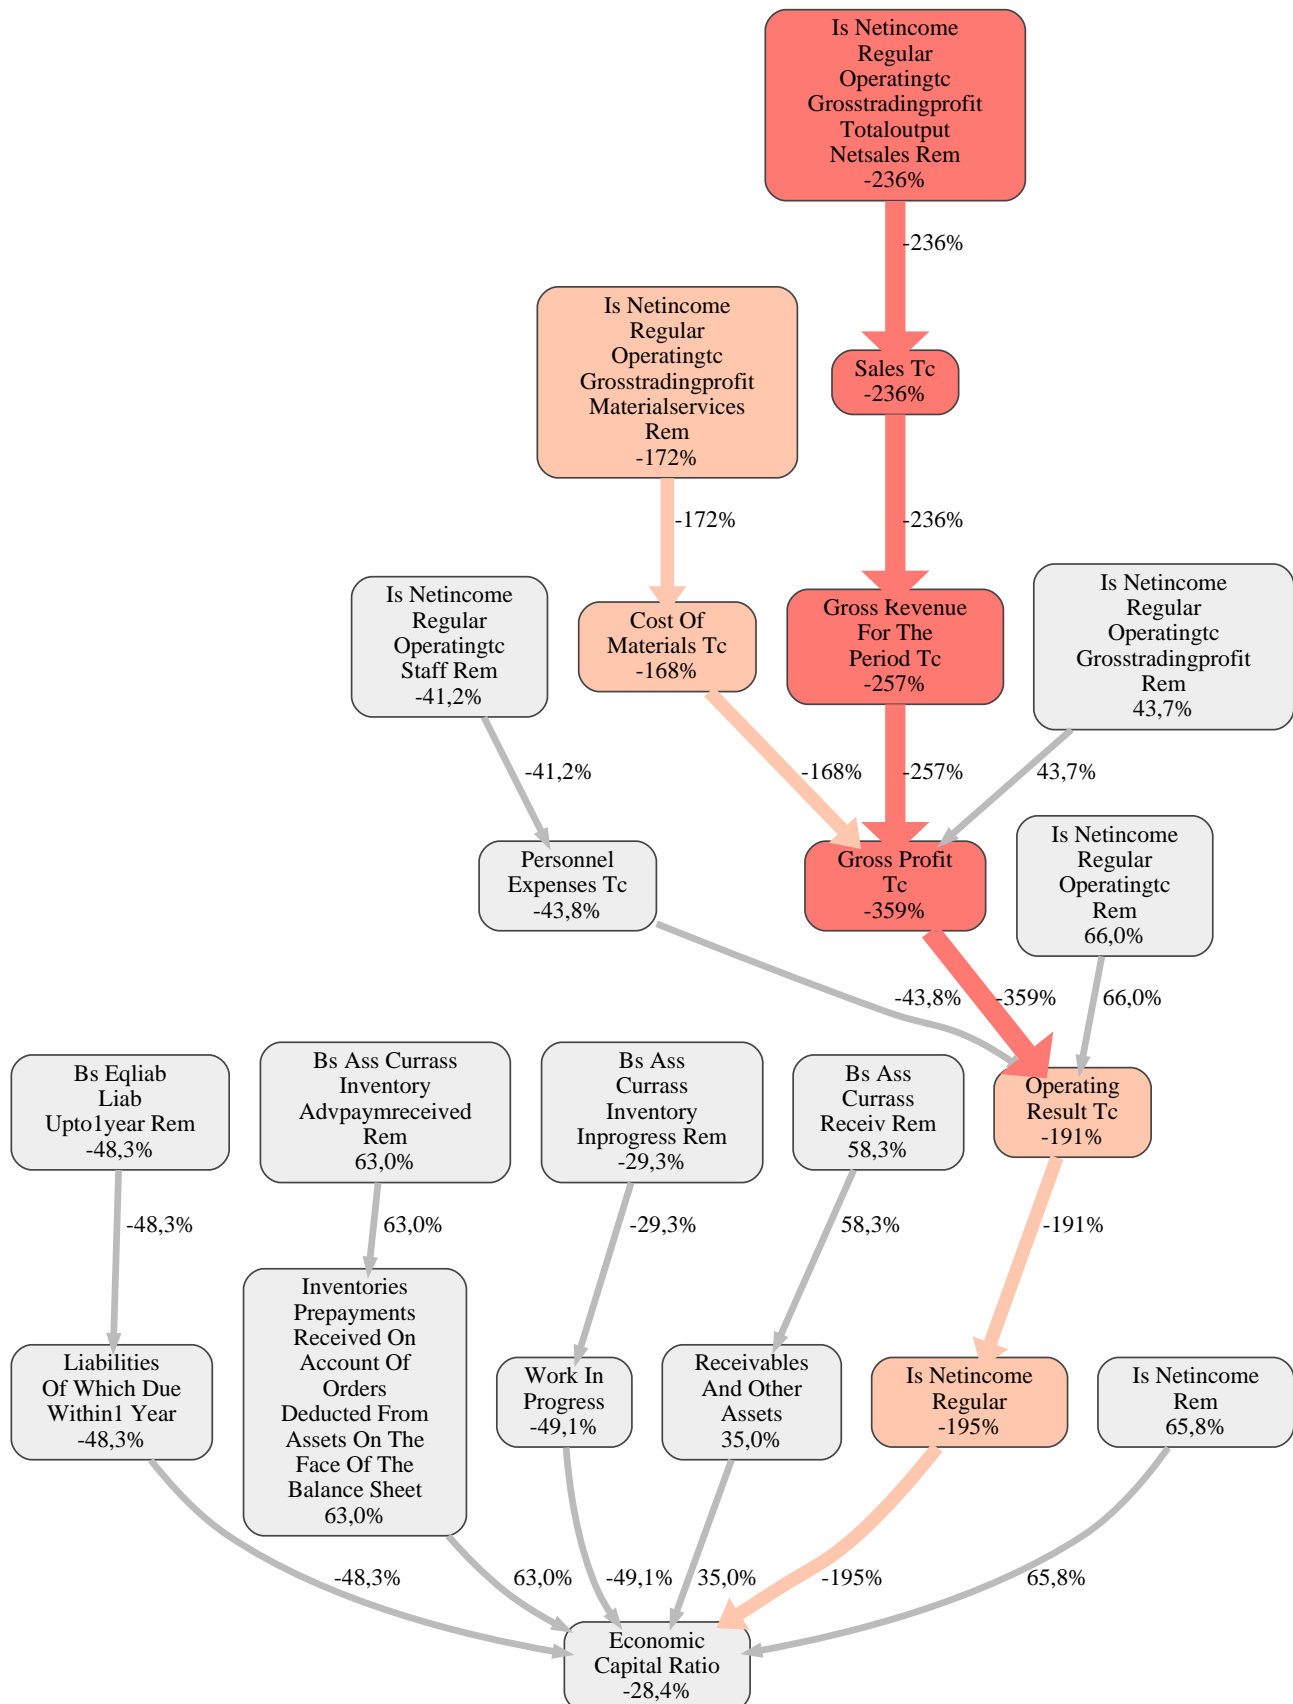 Is Netincome
Regular
Operatingtc
Grosstradingprofit
Totaloutput
Netsales Rem
-236%
-236%
Is Netincome
Regular
Operatingtc
Grosstradingprofit
Materialservices
Rem
-172%
Sales Tc
-236%
-172%
-236%
Is Netincome
Regular
Operatingtc
Staff Rem
-41,2%
Cost Of
Materials Tc
-168%
Gross Revenue
For The
Period Tc
-257%
Is Netincome
Regular
Operatingtc
Grosstradingprofit
Rem
43,7%
-41,2%
-168%
-257%
43,7%
Personnel
Expenses Tc
-43,8%
Gross Profit
Tc
-359%
Is Netincome
Regular
Operatingtc
Rem
66,0%
-43,8%
-359%
66,0%
Bs Eqliab
Liab
Upto1year Rem
-48,3%
Bs Ass Currass
Inventory
Advpaymreceived
Rem
63,0%
Bs Ass
Currass
Inventory
Inprogress Rem
-29,3%
Bs Ass
Currass
Receiv Rem
58,3%
Operating
Result Tc
-191%
-48,3%
63,0%
-29,3%
58,3%
-191%
Liabilities
Of Which Due
Within1 Year
-48,3%
Inventories
Prepayments
Received On
Account Of
Orders
Deducted From
Assets On The
Face Of The
Balance Sheet
63,0%
Work In
Progress
-49,1%
Receivables
And Other
Assets
35,0%
Is Netincome
Regular
-195%
Is Netincome
Rem
65,8%
-48,3%
63,0%
-49,1%
35,0%
-195%
65,8%
Economic
Capital Ratio
-28,4%